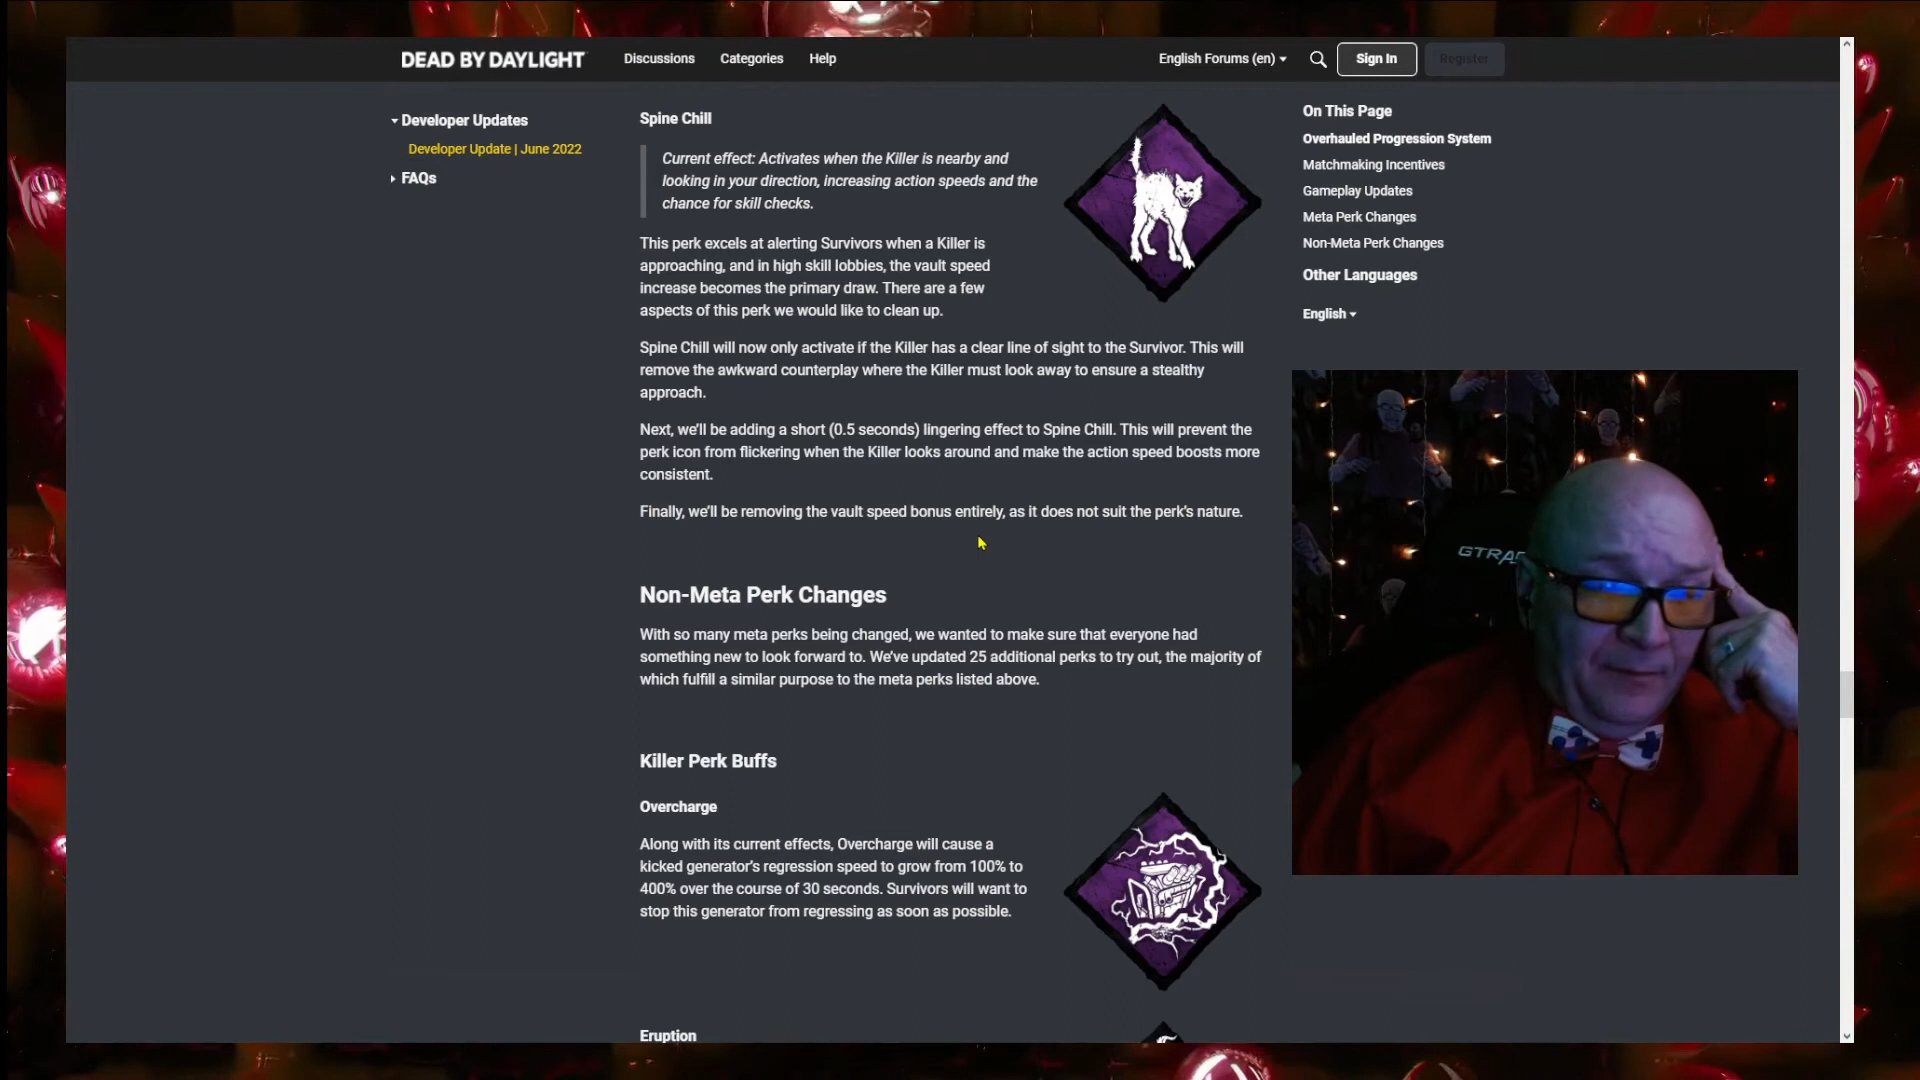 DEAD BY DAYLIGHT
Discussions
Categories
Help
English Forums (en)
Sign In
Register
Developer Updates
Developer Update | June 2022
FAQs
Spine Chill
Current effect: Activates when the Killer is nearby and
looking in your direction, increasing action speeds and the
chance for skill checks.
This perk excels at alerting Survivors when a Killer is
approaching, and in high skill lobbies, the vault speed
increase becomes the primary draw. There are a few
aspects of this perk we would like to clean up.
Spine Chill will now only activate if the Killer has a clear line of sight to the Survivor. This will
remove the awkward counterplay where the Killer must look away to ensure a stealthy
approach.
Next, we'll be adding a short (0.5 seconds) lingering effect to Spine Chill. This will prevent the
perk icon from flickering when the Killer looks around and make the action speed boosts more
consistent.
Finally, we'll be removing the vault speed bonus entirely, as it does not suit the perk's nature.
Non-Meta Perk Changes
With so many meta perks being changed, we wanted to make sure that everyone had
something new to look forward to. We've updated 25 additional perks to try out, the majority of
which fulfill a similar purpose to the meta perks listed above.
Killer Perk Buffs
Overcharge
Along with its current effects, Overcharge will cause a
kicked generator's regression speed to grow from 100% to
400% over the course of 30 seconds. Survivors will want to
stop this generator from regressing as soon as possible.
Eruption
On This Page
Overhauled Progression System
Matchmaking Incentives
Gameplay Updates
Meta Perk Changes
Non-Meta Perk Changes
Other Languages
English